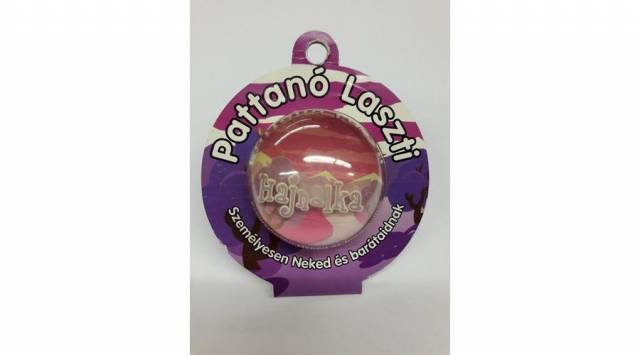 Pattanó Laszti
Hajnalka
Személyesen Neked és barátaidnak